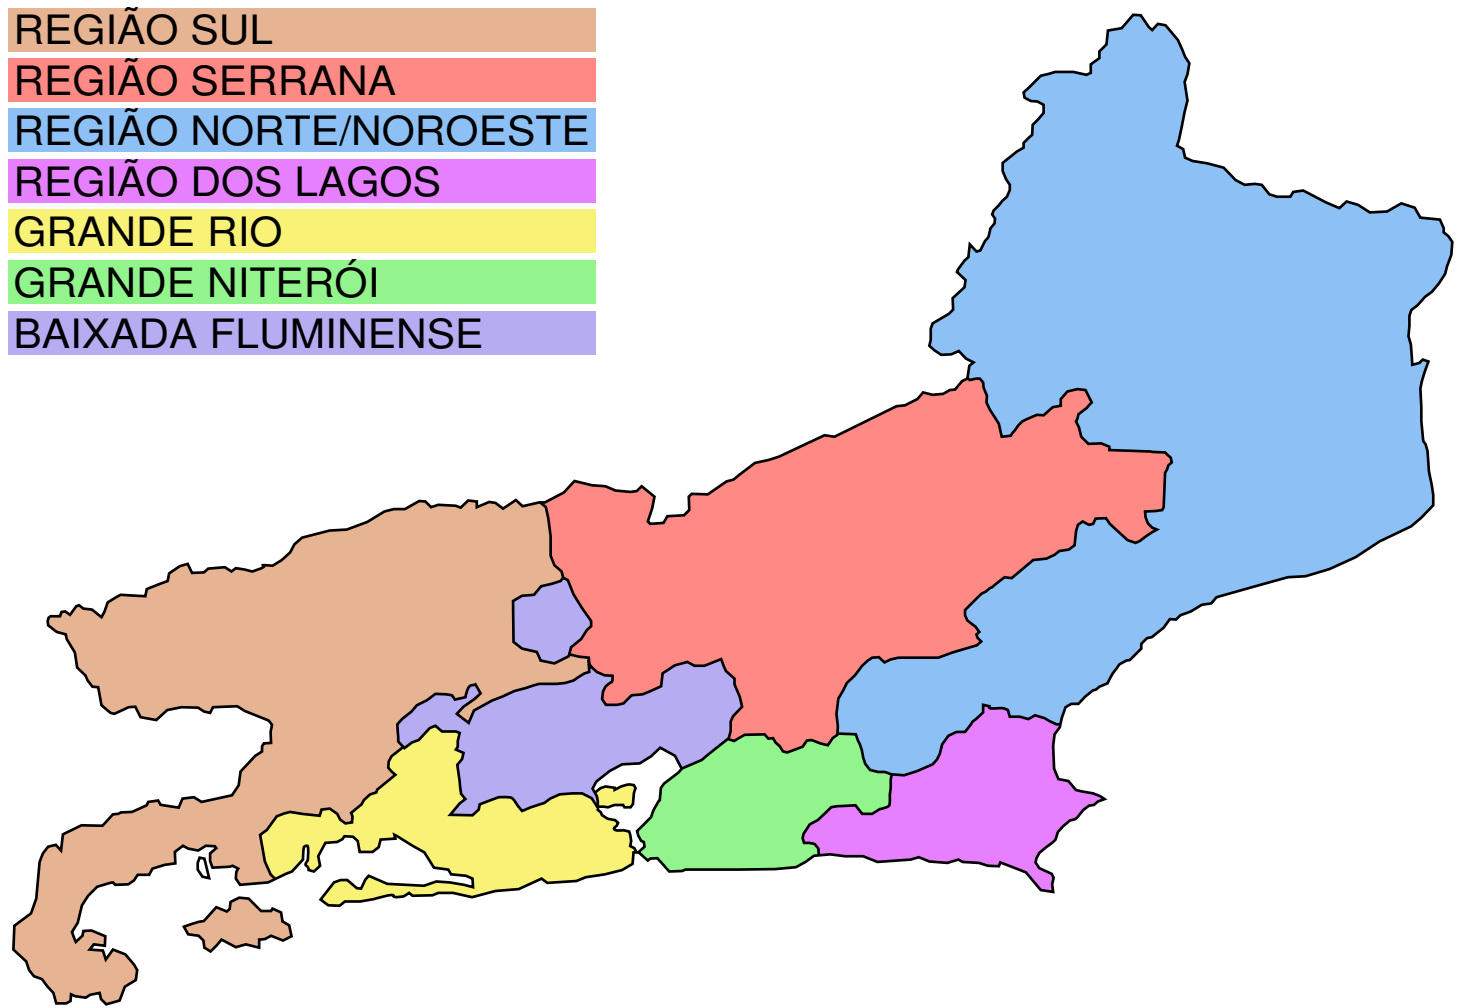 REGIÃO SUL
REGIÃO SERRANA
REGIÃO NORTE/NOROESTE
REGIÃO DOS LAGOS
GRANDE RIO
GRANDE NITERÓI
BAIXADA FLUMINENSE